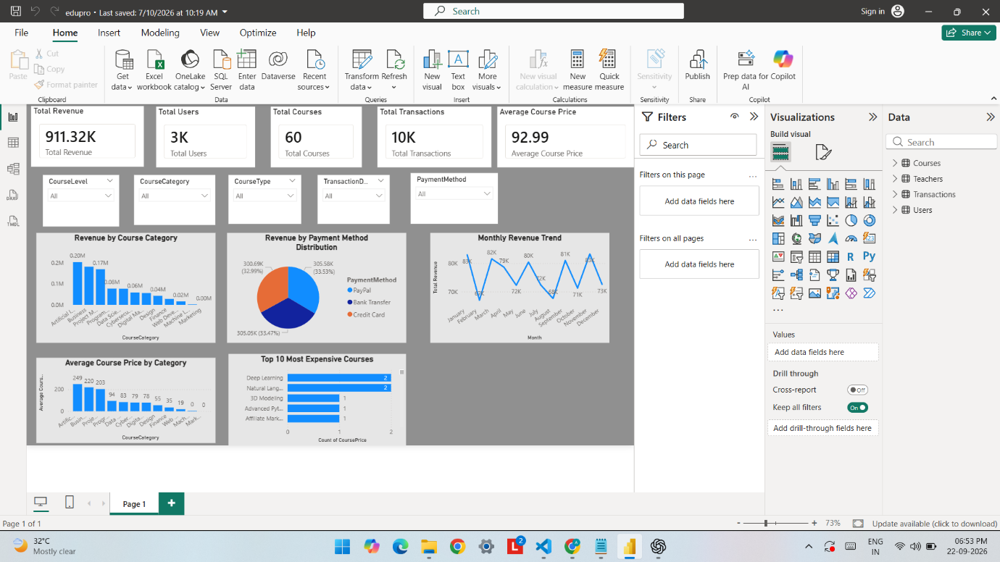 edupro • Last saved: 7/10/2026 at 10:19 AM
Search
Sign in
File Home Insert Modeling View Optimize Help
Share
Paste
Cut
Copy
Format painter
Clipboard
Get data
Excel workbook
OneLake catalog
SQL Server
Enter data
Dataverse
Recent sources
Data
Transform data
Refresh
Queries
New visual
Text box
More visuals
Insert
New visual calculation
New measure
Quick measure
Calculations
Sensitivity
Sensitivity
Publish
Share
Prep data for AI
Copilot
Copilot
DAX
TMDL
Total Revenue
911.32K
Total Revenue
Total Users
3K
Total Users
Total Courses
60
Total Courses
Total Transactions
10K
Total Transactions
Average Course Price
92.99
Average Course Price
CourseLevel
All
CourseCategory
All
CourseType
All
TransactionD...
All
PaymentMethod
All
Revenue by Course Category
0.2M
0.1M
0.0M
0.20M
0.17M
0.08M
0.06M
0.04M
0.02M
0.00M
Artificial I...
Business
Project M...
Program...
Data Scie...
Cybersecu...
Digital Ma...
Design
Finance
Web Deve...
Machine L...
Marketing
CourseCategory
Revenue by Payment Method
Distribution
300.69K
(32.99%)
305.58K
(33.53%)
305.05K (33.47%)
PaymentMethod
PayPal
Bank Transfer
Credit Card
Monthly Revenue Trend
Total Revenue
80K
70K
83K
67K
82K
79K
72K
80K
72K
68K
81K
71K
83K
73K
January
February
March
April
May
June
July
August
September
October
November
December
Month
Average Course Price by Category
Average Cours...
200
0
249
220
203
94
83
79
78
55
35
19
0
0
Artific...
Busin...
Proje...
Progr...
Data ...
Cyber...
Digita...
Design
Finance
Web ...
Mach...
Mark...
CourseCategory
Top 10 Most Expensive Courses
Deep Learning 2
Natural Lang... 2
3D Modeling 1
Advanced Pyt... 1
Affiliate Mark... 1
0 1 2
Count of CoursePrice
Filters
Search
Filters on this page ...
Add data fields here
Filters on all pages ...
Add data fields here
Visualizations
Build visual
R
Py
...
Values
Add data fields here
Drill through
Cross-report Off
Keep all filters On
Add drill-through fields here
Data
Search
Courses
Teachers
Transactions
Users
Page 1
+
Page 1 of 1
- + 73%
Update available (click to download)
32°C
Mostly clear
2
ENG
IN
06:53 PM
22-09-2026